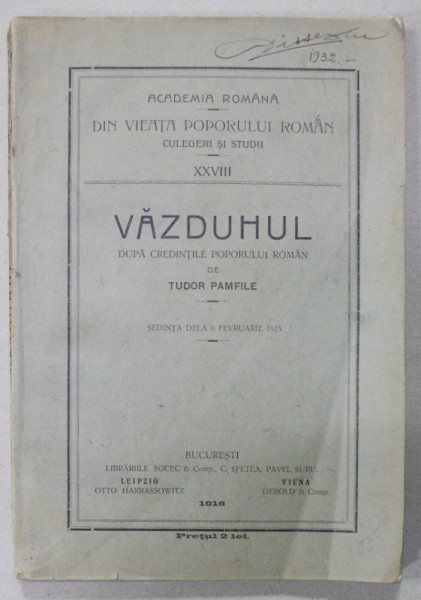 1932.-
ACADEMIA ROMÂNĂ
DIN VIEAȚA POPORULUI ROMÂN
CULEGERI ȘI STUDII
XXVIII
VĂZDUHUL
DUPĂ CREDINȚILE POPORULUI ROMÂN
DE
TUDOR PAMFILE
ȘEDINȚA DELA 6 FEVRUARIE 1915
BUCUREȘTI
LIBRĂRIILE SOCEC & Comp., C. SFETEA, PAVEL SURU.
LEIPZIG VIENA
OTTO HARRASSOWITZ GEROLD & Comp.
1916
Prețul 2 lei.